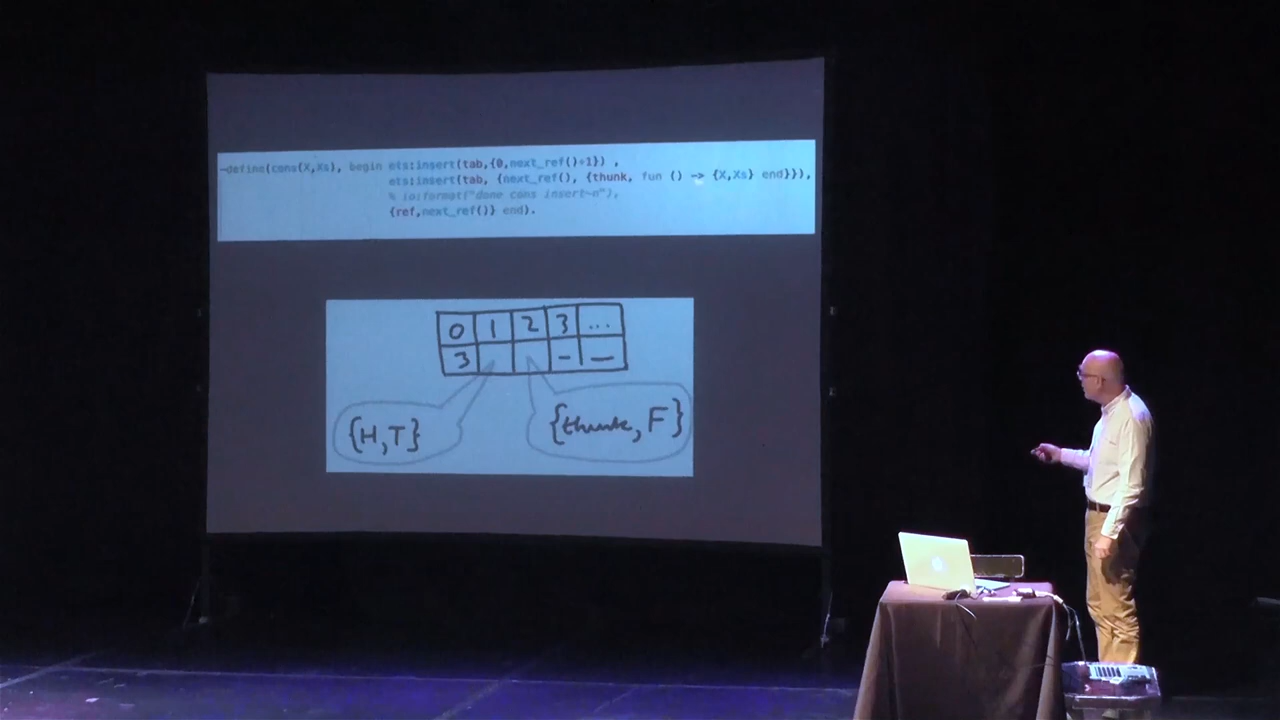 -define(cons(X,Xs), begin ets:insert(tab,{0,next_ref()+1}) ,
ets:insert(tab, {next_ref(), {thunk, fun () -> {X,Xs} end}}),
% io:format("done cons insert~n"),
{ref,next_ref()} end).
0 1 2 3 ...
3 - -
{H,T} {thunk, F}